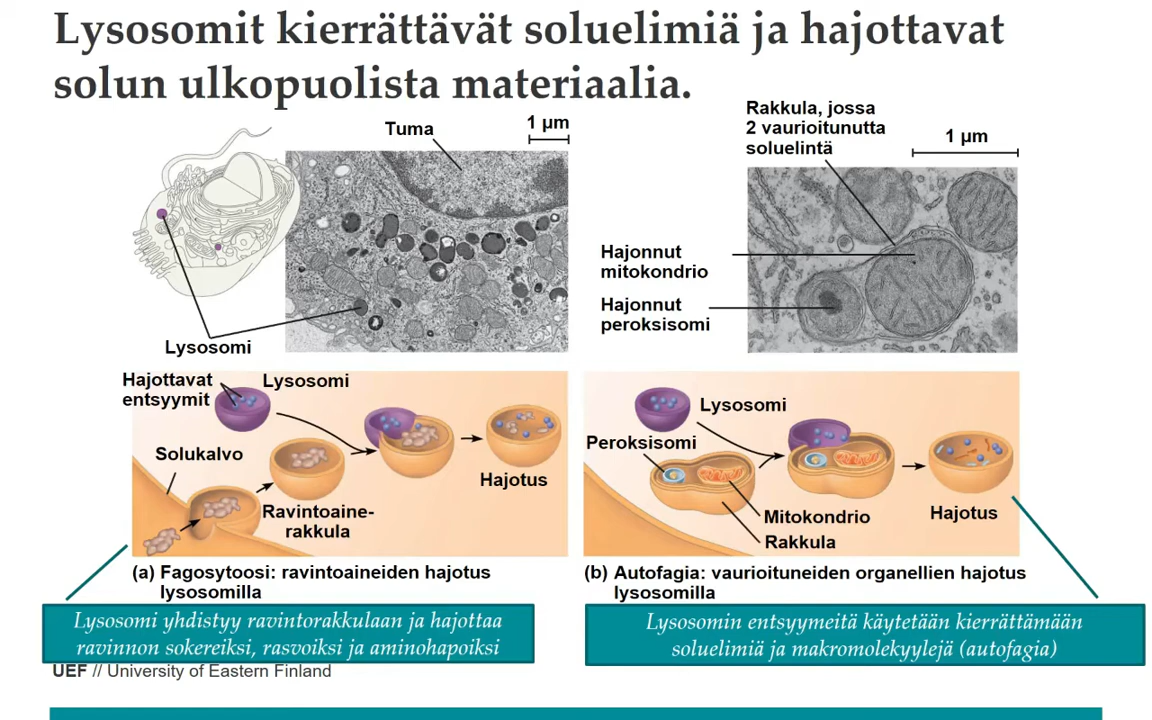 Lysosomit kierrättävät soluelimiä ja hajottavat
solun ulkopuolista materiaalia.
Tuma
1 µm
Lysosomi
Rakkula, jossa
2 vaurioitunutta
soluelintä
1 µm
Hajonnut
mitokondrio
Hajonnut
peroksisomi
Hajottavat
entsyymit
Lysosomi
Solukalvo
Ravintoaine-
rakkula
Hajotus
(a) Fagosytoosi: ravintoaineiden hajotus
lysosomilla
Lysosomi
Peroksisomi
Mitokondrio
Rakkula
Hajotus
(b) Autofagia: vaurioituneiden organellien hajotus
lysosomilla
Lysosomi yhdistyy ravintorakkulaan ja hajottaa
ravinnon sokereiksi, rasvoiksi ja aminohapoiksi
Lysosomin entsyymeitä käytetään kierrättämään
soluelimiä ja makromolekyylejä (autofagia)
UEF // University of Eastern Finland